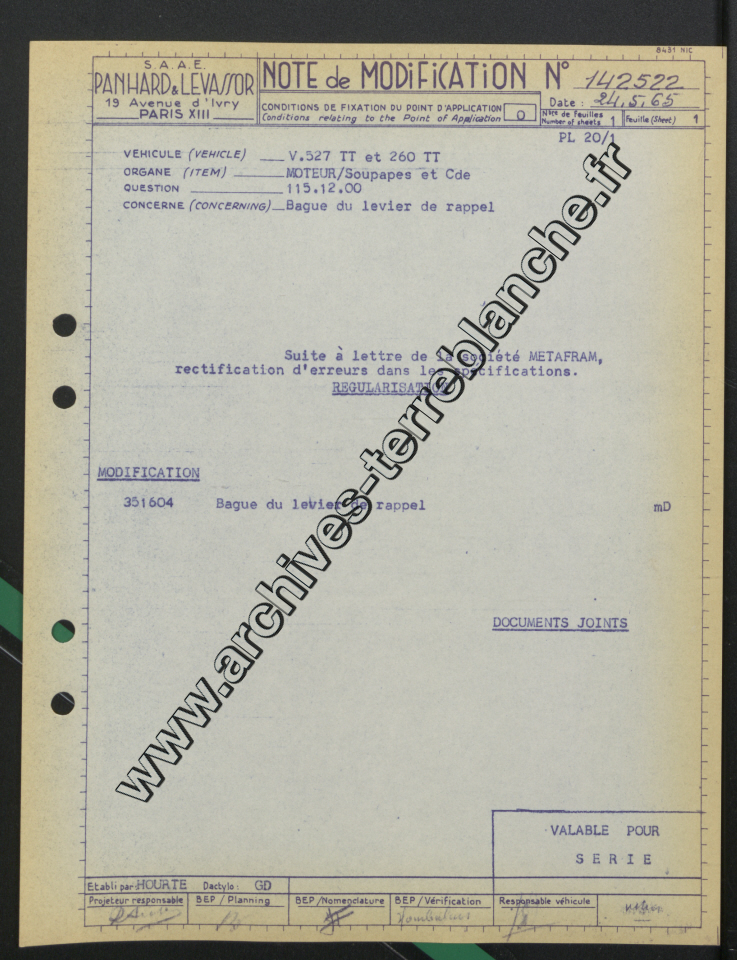 8431 NIC
S.A.A.E.
PANHARD & LEVASSOR
19 Avenue d'Ivry
PARIS XIII
NOTE de MODiFiCATiON N° 142522
CONDITIONS DE FIXATION DU POINT D'APPLICATION
Conditions relating to the Point of Application
0
Date : 24.5.65
Nbre de feuilles
Number of sheets 1
Feuille (Sheet) 1
PL 20/1
VEHICULE (VEHICLE) V.527 TT et 260 TT
ORGANE (ITEM) MOTEUR/Soupapes et Cde
QUESTION 115.12.00
CONCERNE (CONCERNING) Bague du levier de rappel
Suite à lettre de la société METAFRAM,
rectification d'erreurs dans les spécifications.
REGULARISATION
MODIFICATION
351604 Bague du levier de rappel mD
DOCUMENTS JOINTS
www.archives-terreblanche.fr
VALABLE POUR
SERIE
Etabli par: HOURTE Dactylo: GD
Projeteur responsable
BEP / Planning
BEP / Nomenclature
BEP / Vérification
Responsable véhicule